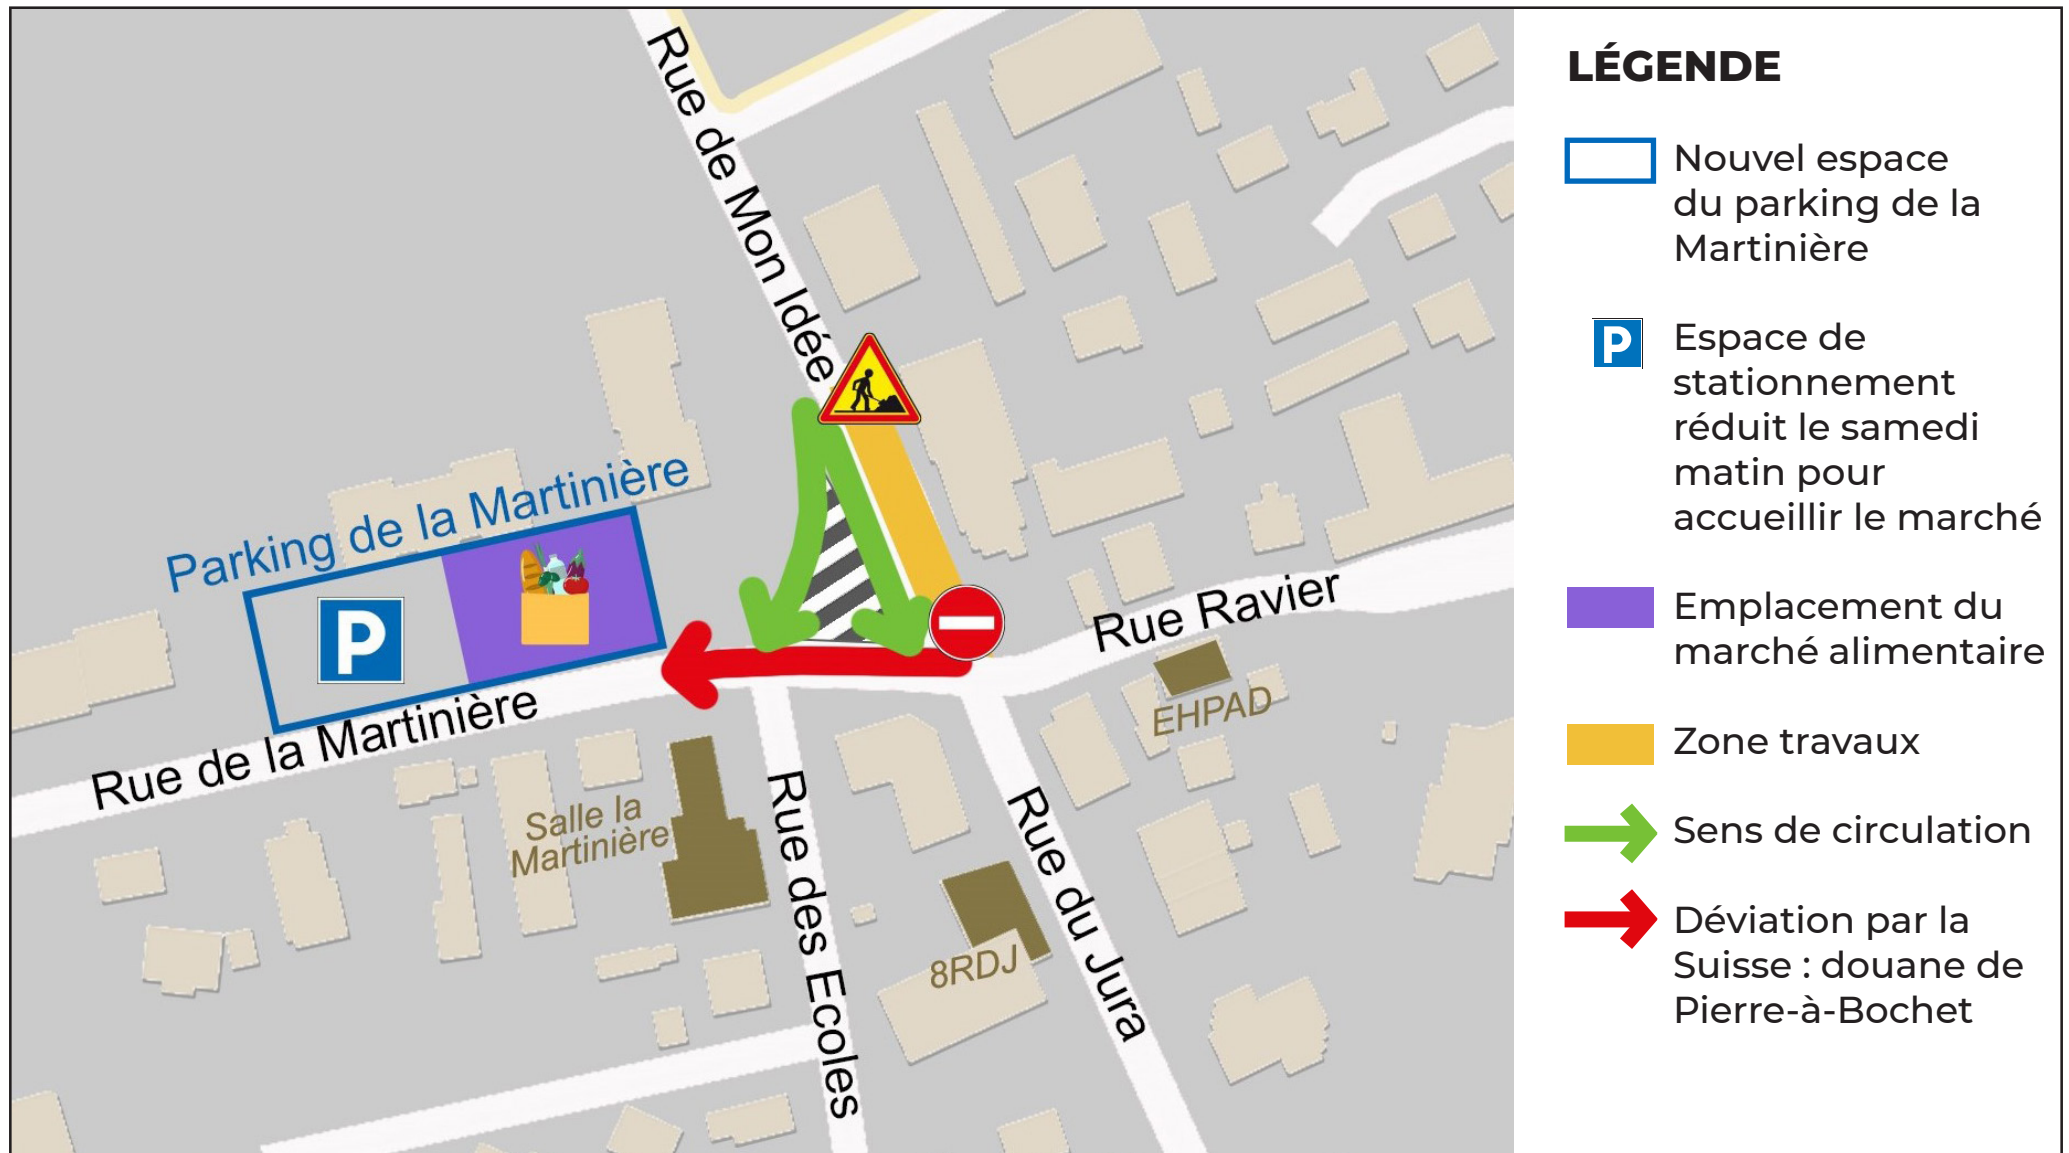 Rue de Mon Idée
Parking de la Martinière
P
Rue de la Martinière
Rue Ravier
EHPAD
Salle la
Martinière
Rue des Ecoles
8RDJ
Rue du Jura
LÉGENDE
Nouvel espace
du parking de la
Martinière
P
Espace de
stationnement
réduit le samedi
matin pour
accueillir le marché
Emplacement du
marché alimentaire
Zone travaux
Sens de circulation
Déviation par la
Suisse : douane de
Pierre-à-Bochet